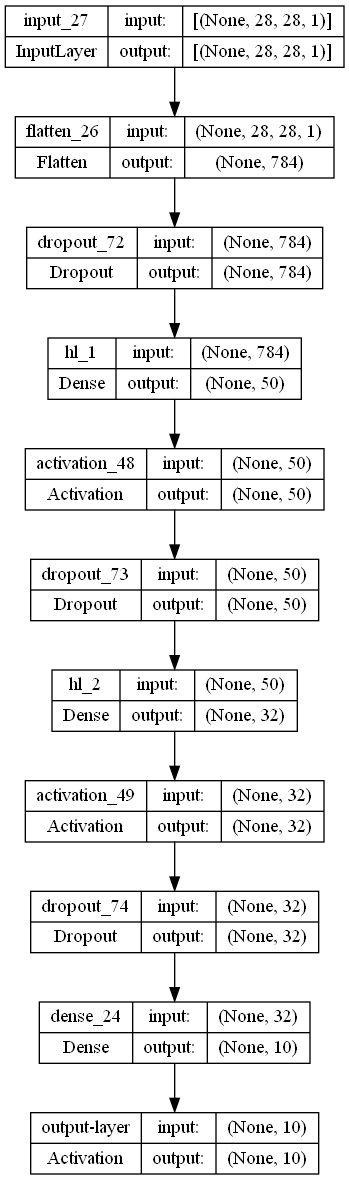 input_27 input: [(None, 28, 28, 1)]
InputLayer output: [(None, 28, 28, 1)]
flatten_26 input: (None, 28, 28, 1)
Flatten output: (None, 784)
dropout_72 input: (None, 784)
Dropout output: (None, 784)
hl_1 input: (None, 784)
Dense output: (None, 50)
activation_48 input: (None, 50)
Activation output: (None, 50)
dropout_73 input: (None, 50)
Dropout output: (None, 50)
hl_2 input: (None, 50)
Dense output: (None, 32)
activation_49 input: (None, 32)
Activation output: (None, 32)
dropout_74 input: (None, 32)
Dropout output: (None, 32)
dense_24 input: (None, 32)
Dense output: (None, 10)
output-layer input: (None, 10)
Activation output: (None, 10)